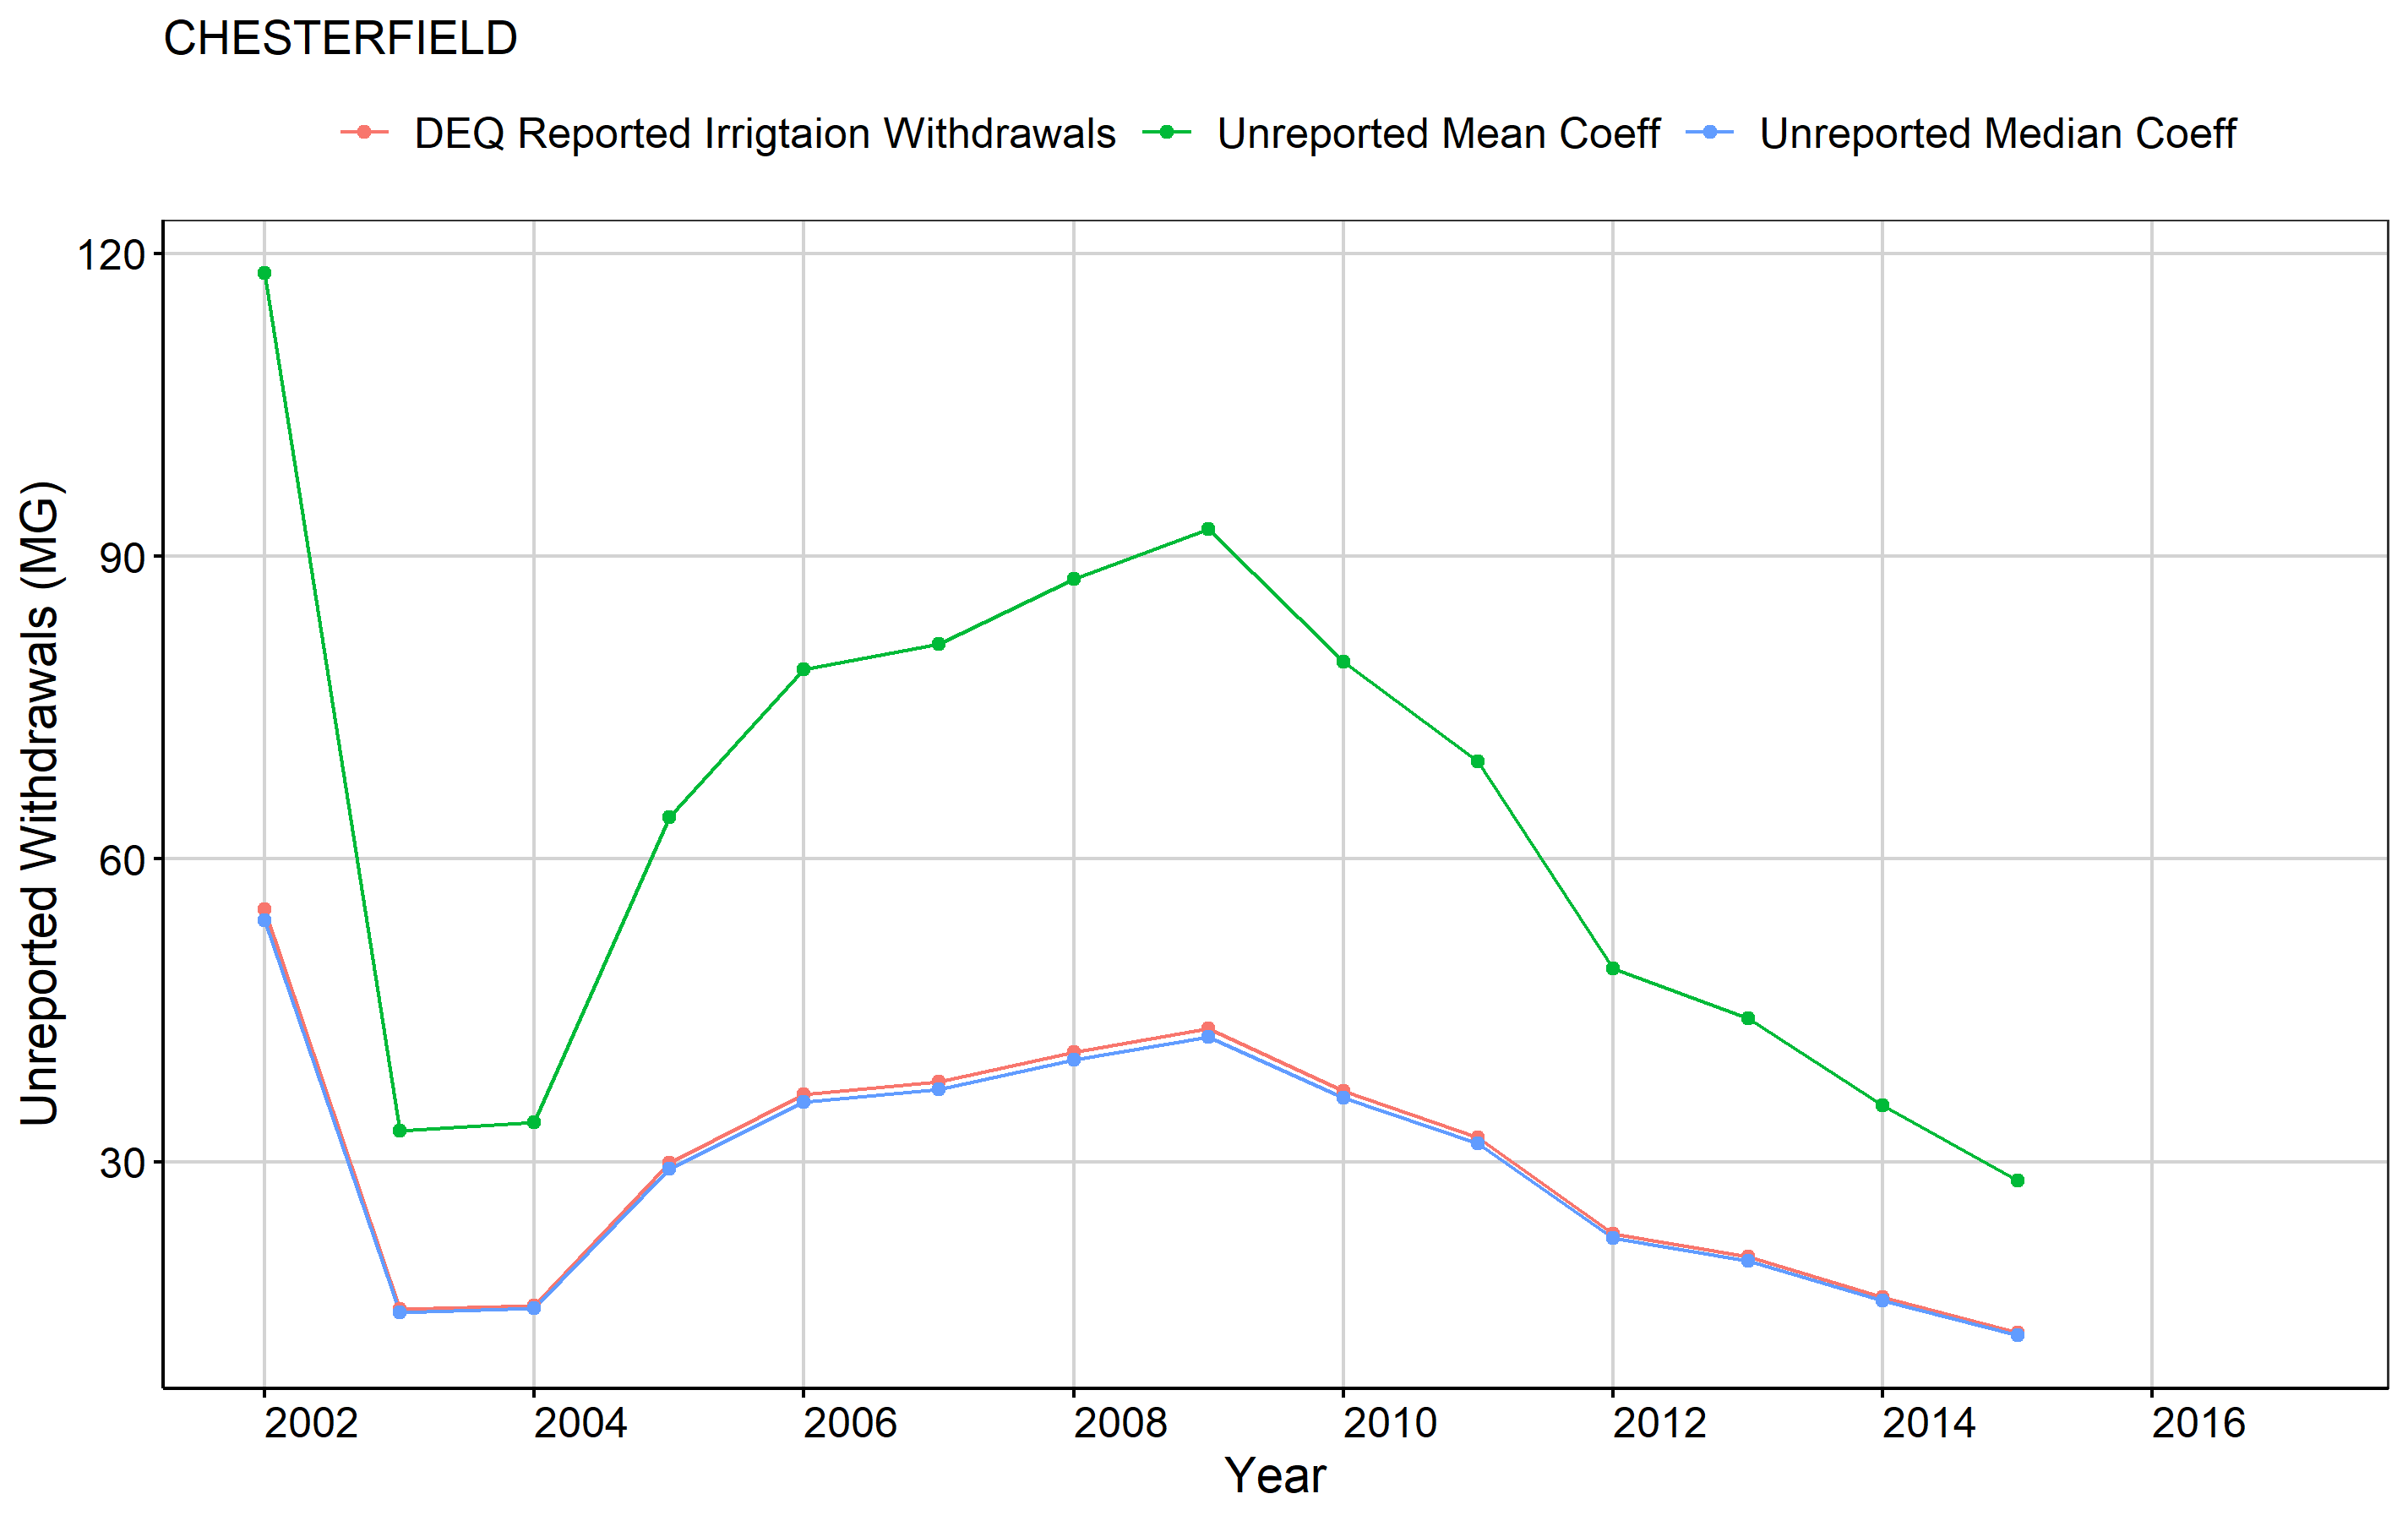 CHESTERFIELD
DEQ Reported Irrigtaion Withdrawals Unreported Mean Coeff Unreported Median Coeff
120
90
60
30
Unreported Withdrawals (MG)
2002 2004 2006 2008 2010 2012 2014 2016
Year